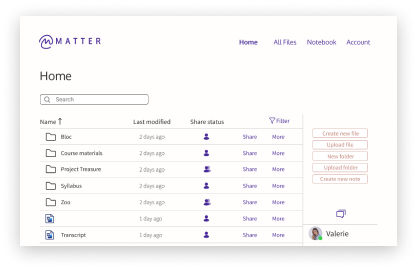 MATTER
Home All Files Notebook Account
Home
Search
Name ↑ Last modified Share status Filter
Bloc 2 days ago Share More
Course materials 2 days ago Share More
Project Treasure 2 days ago Share More
Syllabus 2 days ago Share More
Zoo 2 days ago Share More
1 day ago Share More
Transcript 1 day ago Share More
Create new file
Upload file
New folder
Upload folder
Create new note
Valerie